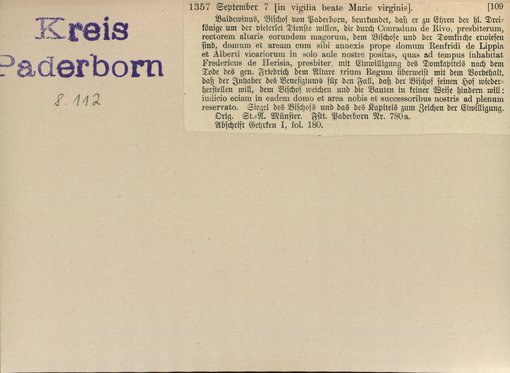 Kreis
Paderborn
8.112
1357 September 7 [in vigilia beate Marie virginis]. [109
Baldewinus, Bischof von Paderborn, beurkundet, daß er zu Ehren der hl. Drei-
könige um der vielerlei Dienste willen, die durch Conradum de Rivo, presbiterum,
rectorem altaris eorundem magorum, dem Bischofe und der Domkirche erwiesen
sind, domum et aream cum sibi annexis prope domum Renfridi de Lippia
et Alberti vicariorum in solo aule nostre positas, quas ad tempus inhabitat
Fredericus de Herisia, presbiter, mit Einwilligung des Domkapitels nach dem
Tode des gen. Friedrich dem Altare trium Regum überweist mit dem Vorbehalt,
daß der Inhaber des Benefiziums für den Fall, daß der Bischof seinen Hof wieder-
herstellen will, dem Bischof weichen und die Bauten in keiner Weise hindern will:
iudicio eciam in eadem domo et area nobis et successoribus nostris ad plenum
reservato. Siegel des Bischofs und das des Kapitels zum Zeichen der Einwilligung.
Orig. St.-A. Münster. Fstt. Paderborn Nr. 780a.
Abschrift Gehrken I, fol. 180.